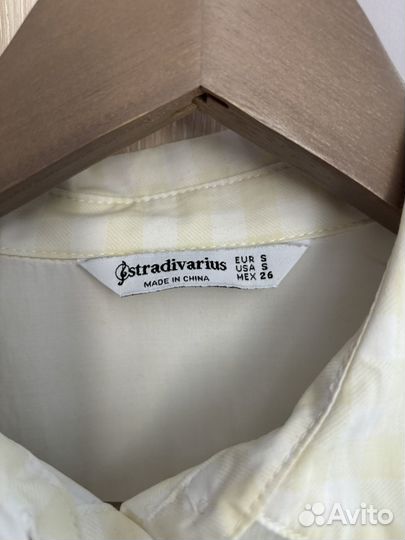 stradivarius
MADE IN CHINA
EUR S
USA S
MEX 26
Avito